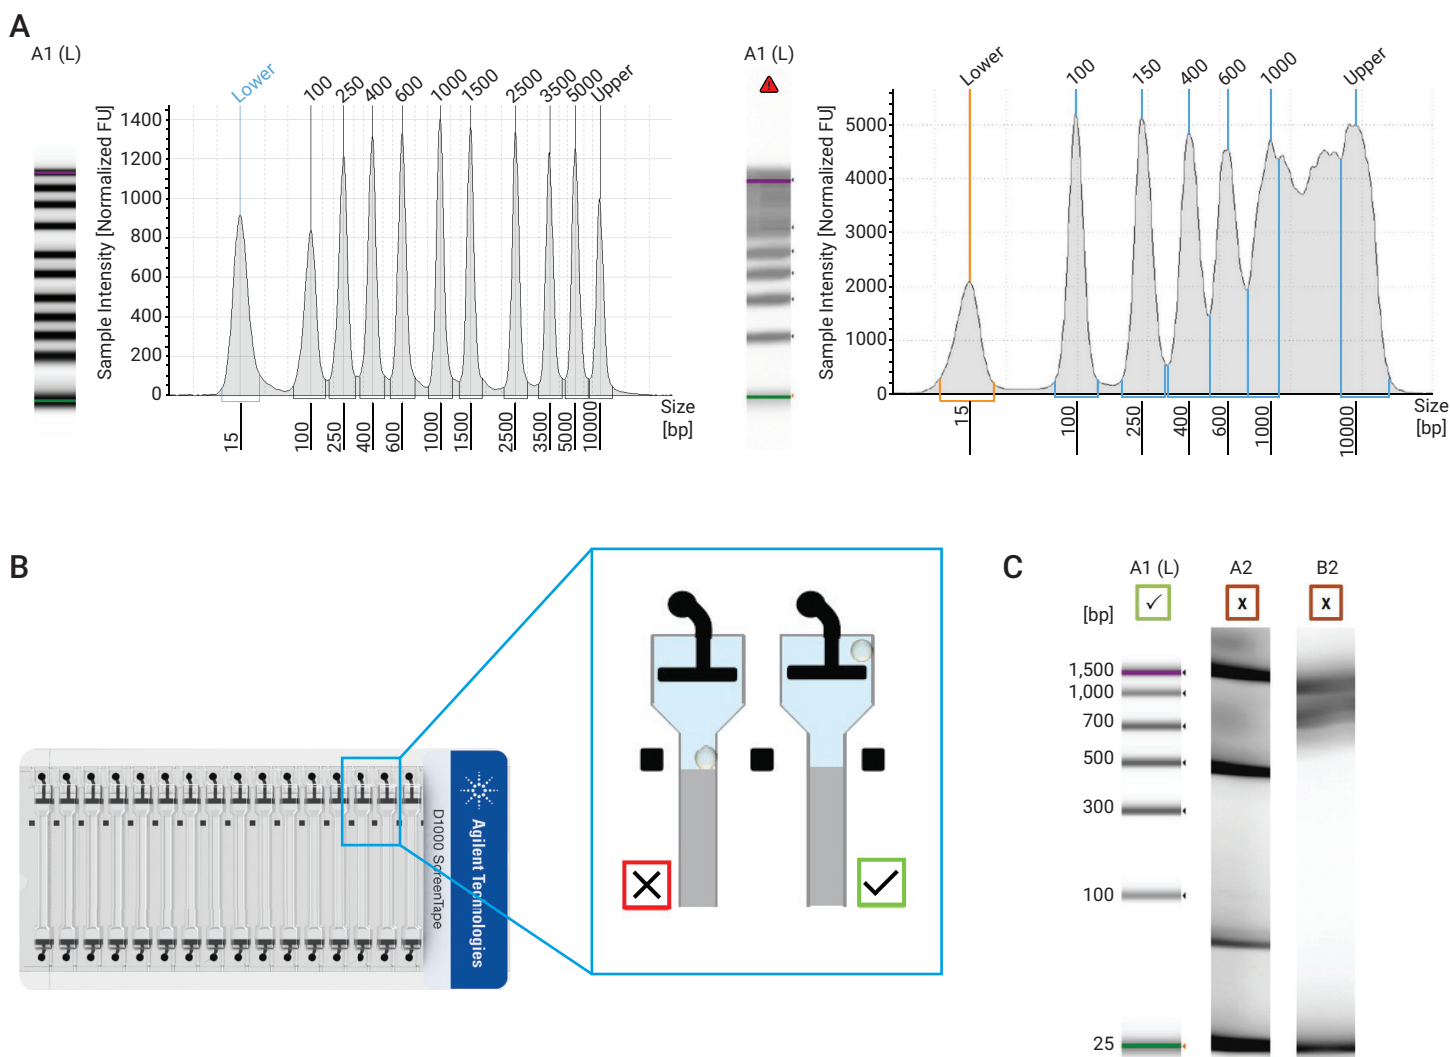 A
A1 (L)
Lower
100
250
400
600
1000
1500
2500
3500
5000
Upper
Sample Intensity [Normalized FU]
1400
1200
1000
800
600
400
200
0
15
100
250
400
600
1000
1500
2500
3500
5000
10000
Size
[bp]
A1 (L)
Lower
100
150
400
600
1000
Upper
Sample Intensity [Normalized FU]
5000
4000
3000
2000
1000
0
15
100
250
400
600
1000
10000
Size
[bp]
B
D1000 ScreenTape
Agilent Technologies
C
A1 (L)
A2
B2
✓
x
x
[bp]
1,500
1,000
700
500
300
100
25